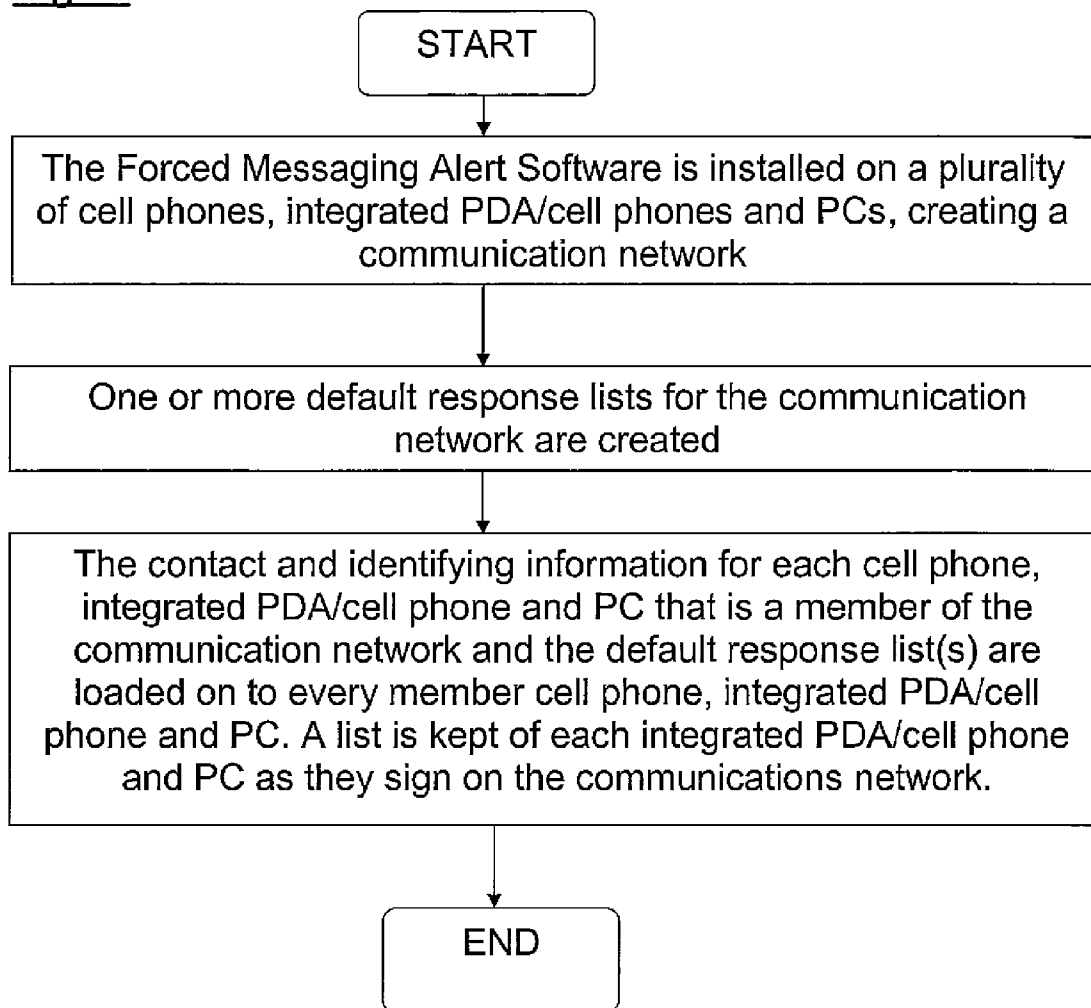 START
The Forced Messaging Alert Software is installed on a plurality
of cell phones, integrated PDA/cell phones and PCs, creating a
communication network
One or more default response lists for the communication
network are created
The contact and identifying information for each cell phone,
integrated PDA/cell phone and PC that is a member of the
communication network and the default response list(s) are
loaded on to every member cell phone, integrated PDA/cell
phone and PC. A list is kept of each integrated PDA/cell phone
and PC as they sign on the communications network.
END